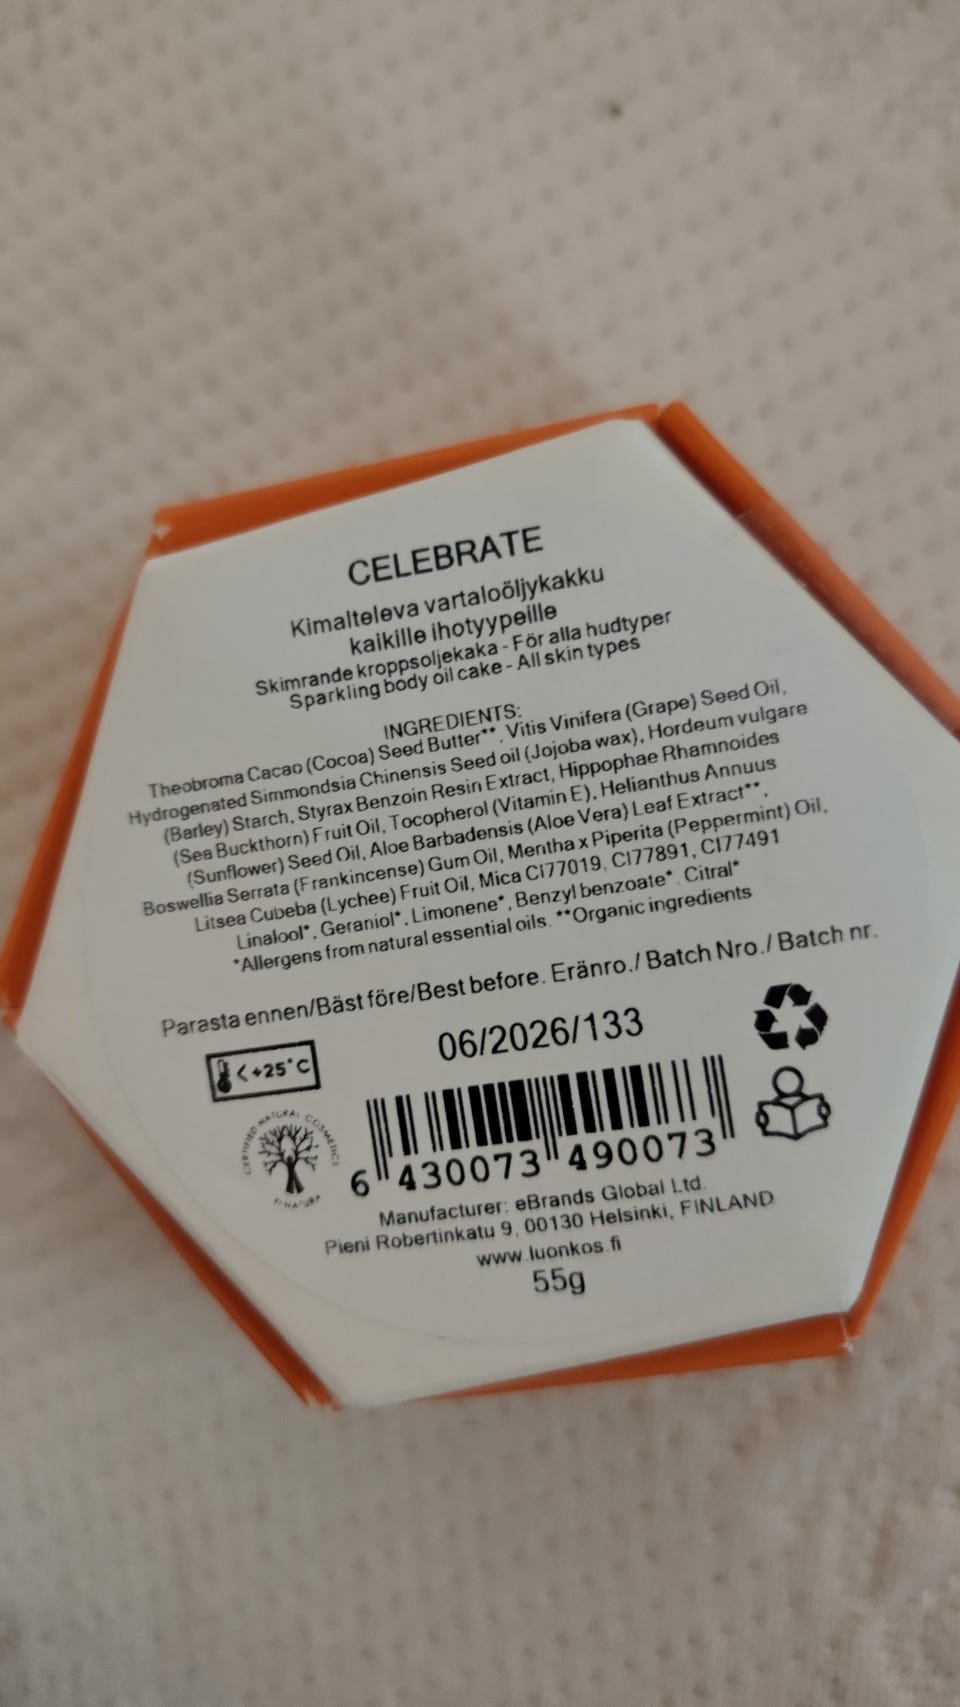 CELEBRATE
Kimalteleva vartaloöljykakku
kaikille ihotyypeille
Skimrande kroppsoljekaka - För alla hudtyper
Sparkling body oil cake - All skin types
INGREDIENTS:
Theobroma Cacao (Cocoa) Seed Butter**, Vitis Vinifera (Grape) Seed Oil,
Hydrogenated Simmondsia Chinensis Seed oil (Jojoba wax), Hordeum vulgare
(Barley) Starch, Styrax Benzoin Resin Extract, Hippophae Rhamnoides
(Sea Buckthorn) Fruit Oil, Tocopherol (Vitamin E), Helianthus Annuus
(Sunflower) Seed Oil, Aloe Barbadensis (Aloe Vera) Leaf Extract**,
Boswellia Serrata (Frankincense) Gum Oil, Mentha x Piperita (Peppermint) Oil,
Litsea Cubeba (Lychee) Fruit Oil, Mica CI77019, CI77891, CI77491
Linalool*, Geraniol*, Limonene*, Benzyl benzoate*, Citral*
*Allergens from natural essential oils. **Organic ingredients
Parasta ennen/Bäst före/Best before. Eränro./ Batch Nro./ Batch nr.
06/2026/133
<+25°C
CERTIFIED NATURAL COSMETICS
FI-NATURA
6 430073 490073
Manufacturer: eBrands Global Ltd.
Pieni Robertinkatu 9, 00130 Helsinki, FINLAND
www.luonkos.fi
55g